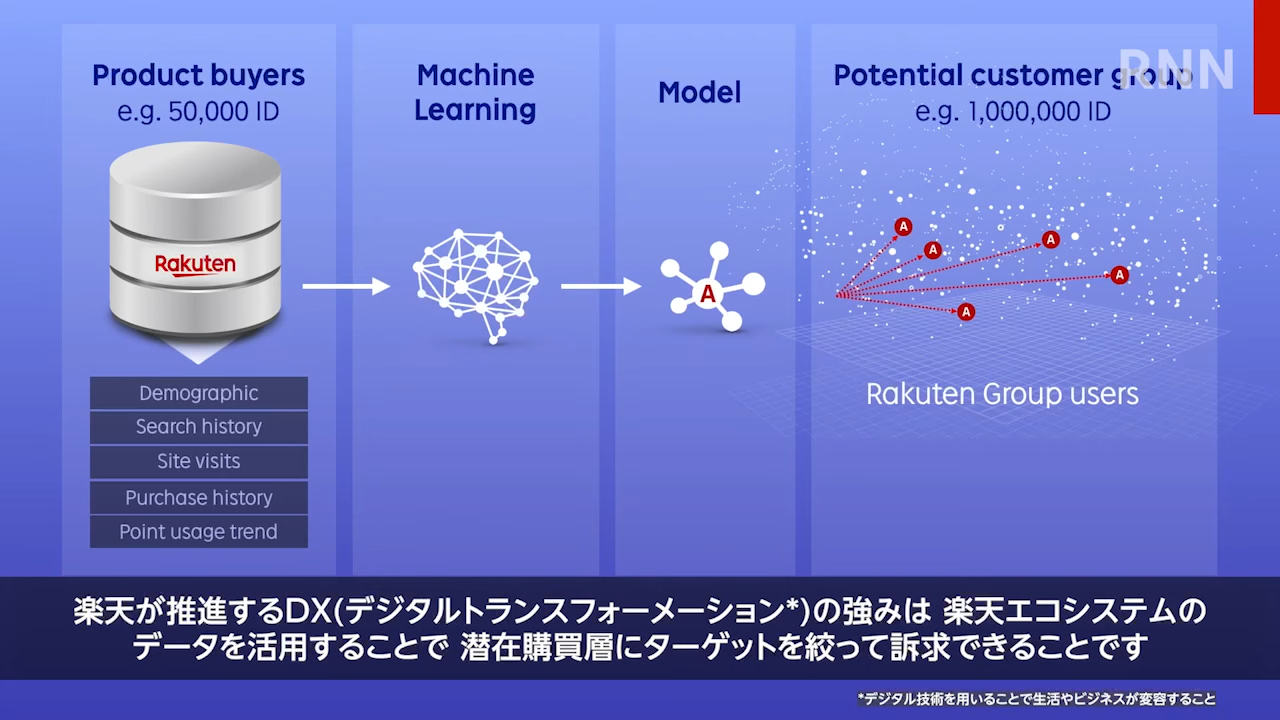 RNN
Product buyers
e.g. 50,000 ID
Machine
Learning
Model
Potential customer group
e.g. 1,000,000 ID
Rakuten
A
A
A
A
A
A
Rakuten Group users
Demographic
Search history
Site visits
Purchase history
Point usage trend
楽天が推進するDX(デジタルトランスフォーメーション*)の強みは 楽天エコシステムの
データを活用することで 潜在購買層にターゲットを絞って訴求できることです
*デジタル技術を用いることで生活やビジネスが変容すること